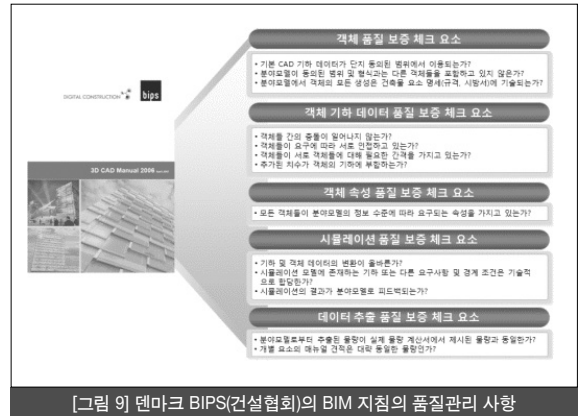 객체 품질 보증 체크 요소
• 기본 CAD 기하 데이터가 단지 동의된 범위에서 이용되는가?
• 분야모델이 동의된 범위 및 형식과는 다른 객체들을 포함하고 있지 않은가?
• 분야모델에서 객체의 모든 생성은 건축물 요소 명세(규격, 시방서)에 기술되는가?
DIGITAL CONSTRUCTION
bips
객체 기하 데이터 품질 보증 체크 요소
• 객체들 간의 충돌이 일어나지 않는가?
• 객체들이 요구에 따라 서로 인접하고 있는가?
• 객체들이 서로 객체들에 대해 필요한 간격을 가지고 있는가?
• 추가된 치수가 객체의 기하에 부합하는가?
3D CAD Manual 2006
객체 속성 품질 보증 체크 요소
• 모든 객체들이 분야모델의 정보 수준에 따라 요구되는 속성을 가지고 있는가?
시뮬레이션 품질 보증 체크 요소
• 기하 및 객체 데이터의 변환이 올바른가?
• 시뮬레이션 모델에 존재하는 기하 또는 다른 요구사항 및 경계 조건은 기술적
으로 합당한가?
• 시뮬레이션의 결과가 분야모델로 피드백되는가?
데이터 추출 품질 보증 체크 요소
• 분야모델로부터 추출된 물량이 실제 물량 계산서에서 제시된 물량과 동일한가?
• 개별 요소의 매뉴얼 견적은 대략 동일한 물량인가?
[그림 9] 덴마크 BIPS(건설협회)의 BIM 지침의 품질관리 사항